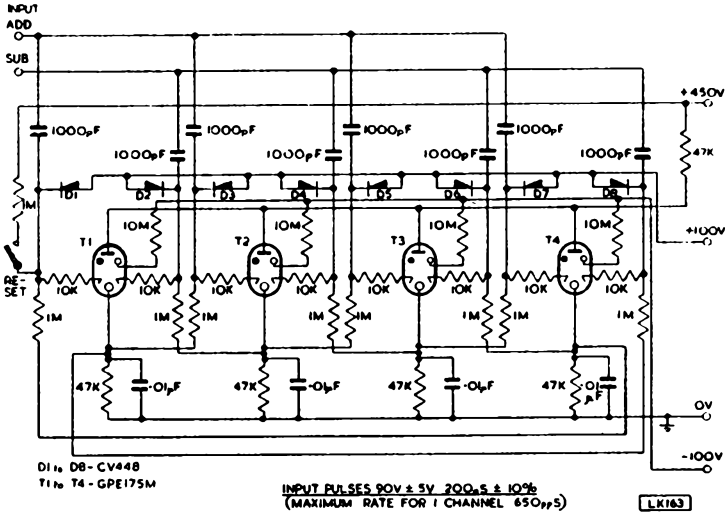 INPUT
ADD
SUB
+450V
1000pF 1000pF 1000pF 1000pF
1000pF 1000pF 1000pF 1000pF
47K
D1 D2 D3 D4 D5 D6 D7 D8
1M
10M 10M 10M 10M
+100V
T1 T2 T3 T4
RE-
SET
10K 10K 10K 10K 10K 10K 10K 10K
1M 1M 1M 1M 1M 1M 1M 1M
47K ·01µF 47K ·01µF 47K ·01µF 47K ·01
µF
0V
-100V
D1 to D8-CV448
T1 to T4-GPE175M
INPUT PULSES 90V ± 5V 200µS ± 10%
(MAXIMUM RATE FOR 1 CHANNEL 650ppS)
LK163